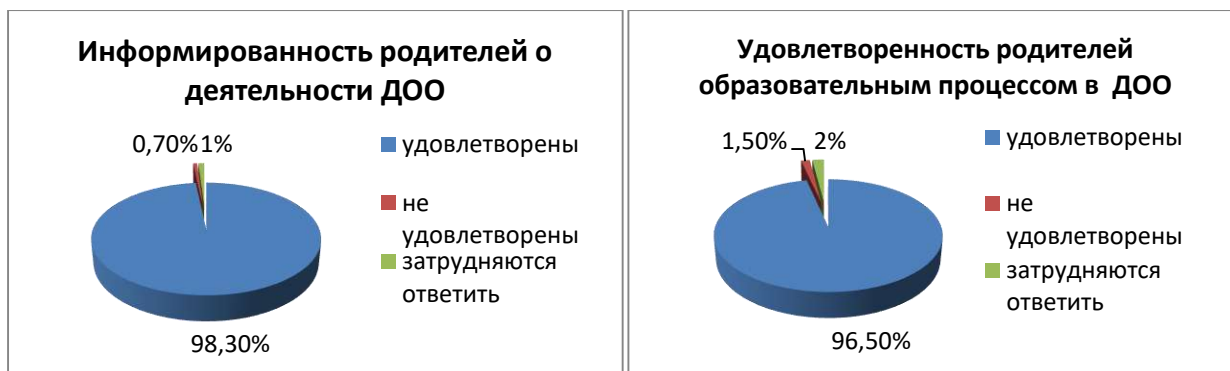 Информированность родителей о
деятельности ДОО
0,70% 1%
удовлетворены
не
удовлетворены
затрудняются
ответить
98,30%
Удовлетворенность родителей
образовательным процессом в ДОО
1,50% 2%
удовлетворены
не
удовлетворены
затрудняются
ответить
96,50%